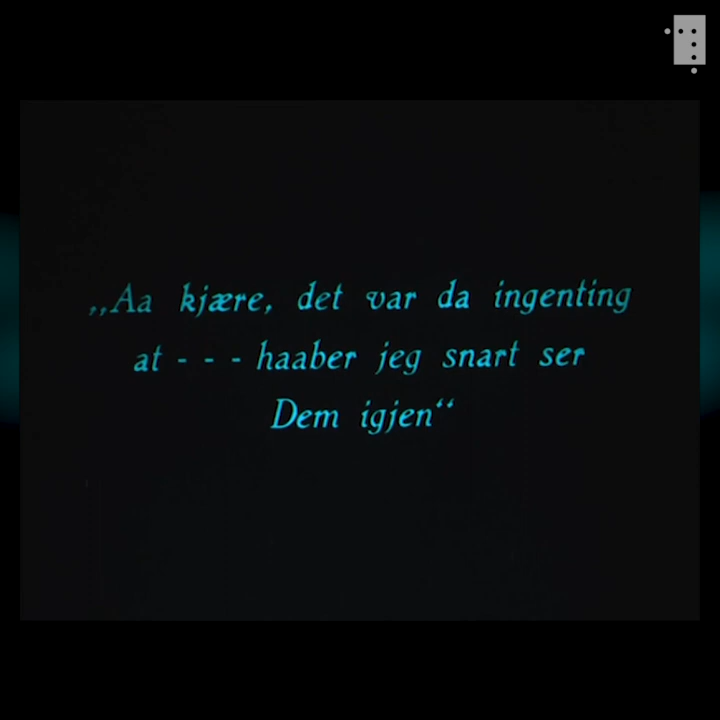 „Aa kjære, det var da ingenting
at - - - haaber jeg snart ser
Dem igjen“